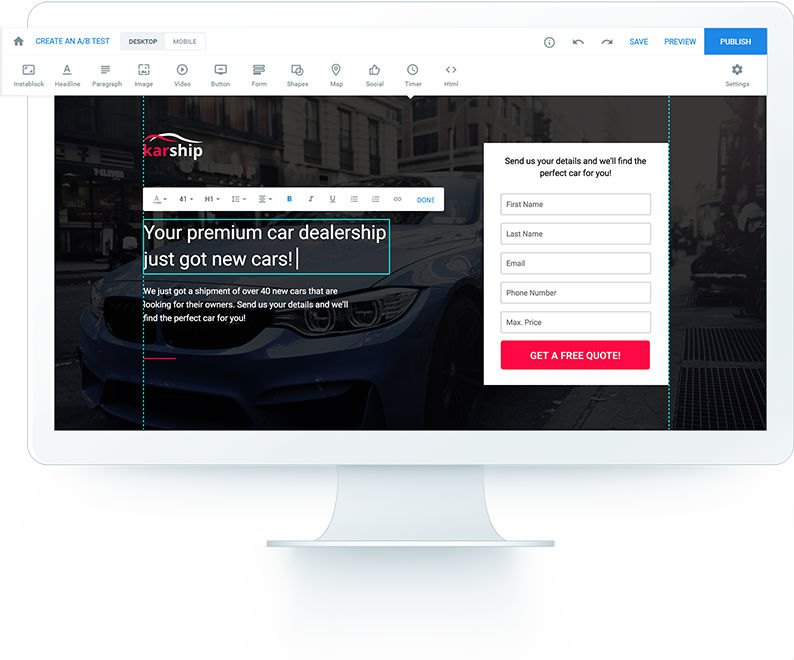 CREATE AN A/B TEST
DESKTOP
MOBILE
SAVE
PREVIEW
PUBLISH
Instablock
Headline
Paragraph
Image
Video
Button
Form
Shapes
Map
Social
Timer
Html
Settings
7-ELEVEN
karship
A 41 H1 B I U DONE
Your premium car dealership
just got new cars!
We just got a shipment of over 40 new cars that are
looking for their owners. Send us your details and we'll
find the perfect car for you!
Send us your details and we'll find the
perfect car for you!
First Name
Last Name
Email
Phone Number
Max. Price
GET A FREE QUOTE!